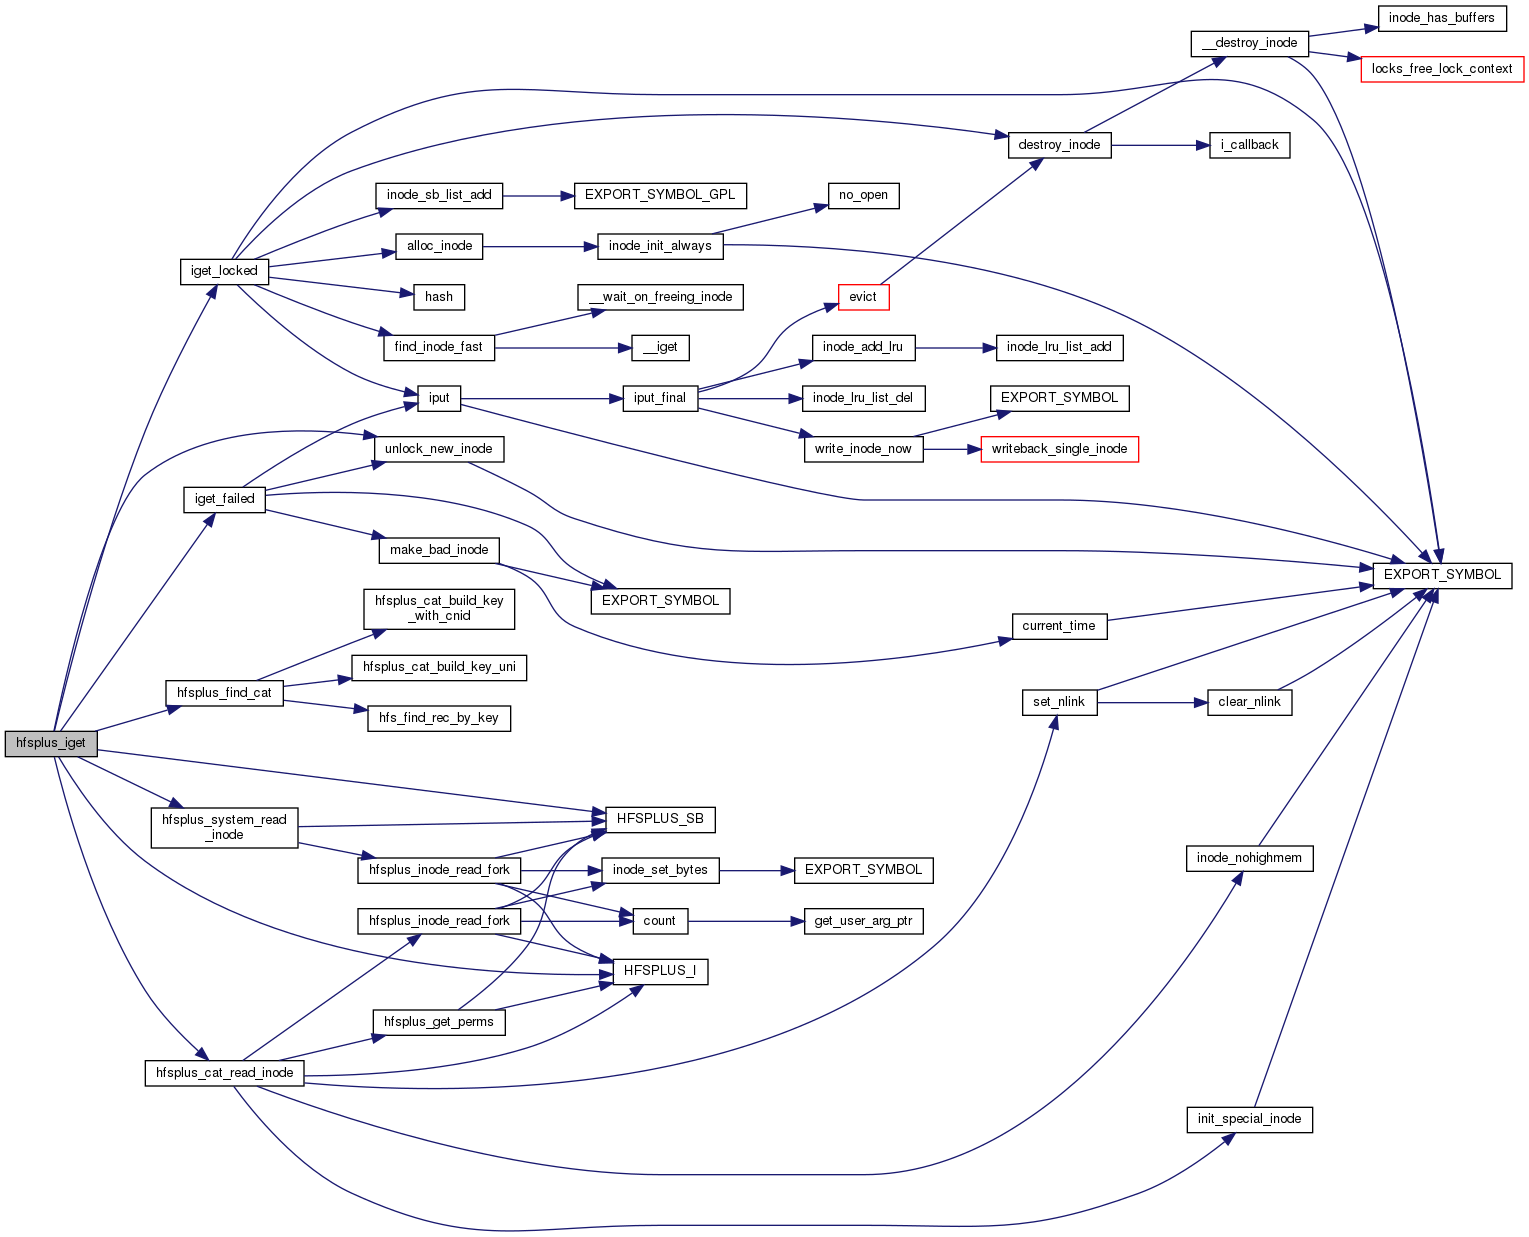 inode_has_buffers
__destroy_inode
locks_free_lock_context
destroy_inode
i_callback
inode_sb_list_add
EXPORT_SYMBOL_GPL
no_open
alloc_inode
inode_init_always
iget_locked
hash
__wait_on_freeing_inode
evict
find_inode_fast
__iget
inode_add_lru
inode_lru_list_add
iput
iput_final
inode_lru_list_del
EXPORT_SYMBOL
unlock_new_inode
write_inode_now
writeback_single_inode
iget_failed
make_bad_inode
EXPORT_SYMBOL
hfsplus_cat_build_key
_with_cnid
EXPORT_SYMBOL
current_time
hfsplus_cat_build_key_uni
hfsplus_find_cat
set_nlink
clear_nlink
hfs_find_rec_by_key
hfsplus_iget
hfsplus_system_read
_inode
HFSPLUS_SB
inode_nohighmem
hfsplus_inode_read_fork
inode_set_bytes
EXPORT_SYMBOL
hfsplus_inode_read_fork
count
get_user_arg_ptr
HFSPLUS_I
hfsplus_get_perms
hfsplus_cat_read_inode
init_special_inode